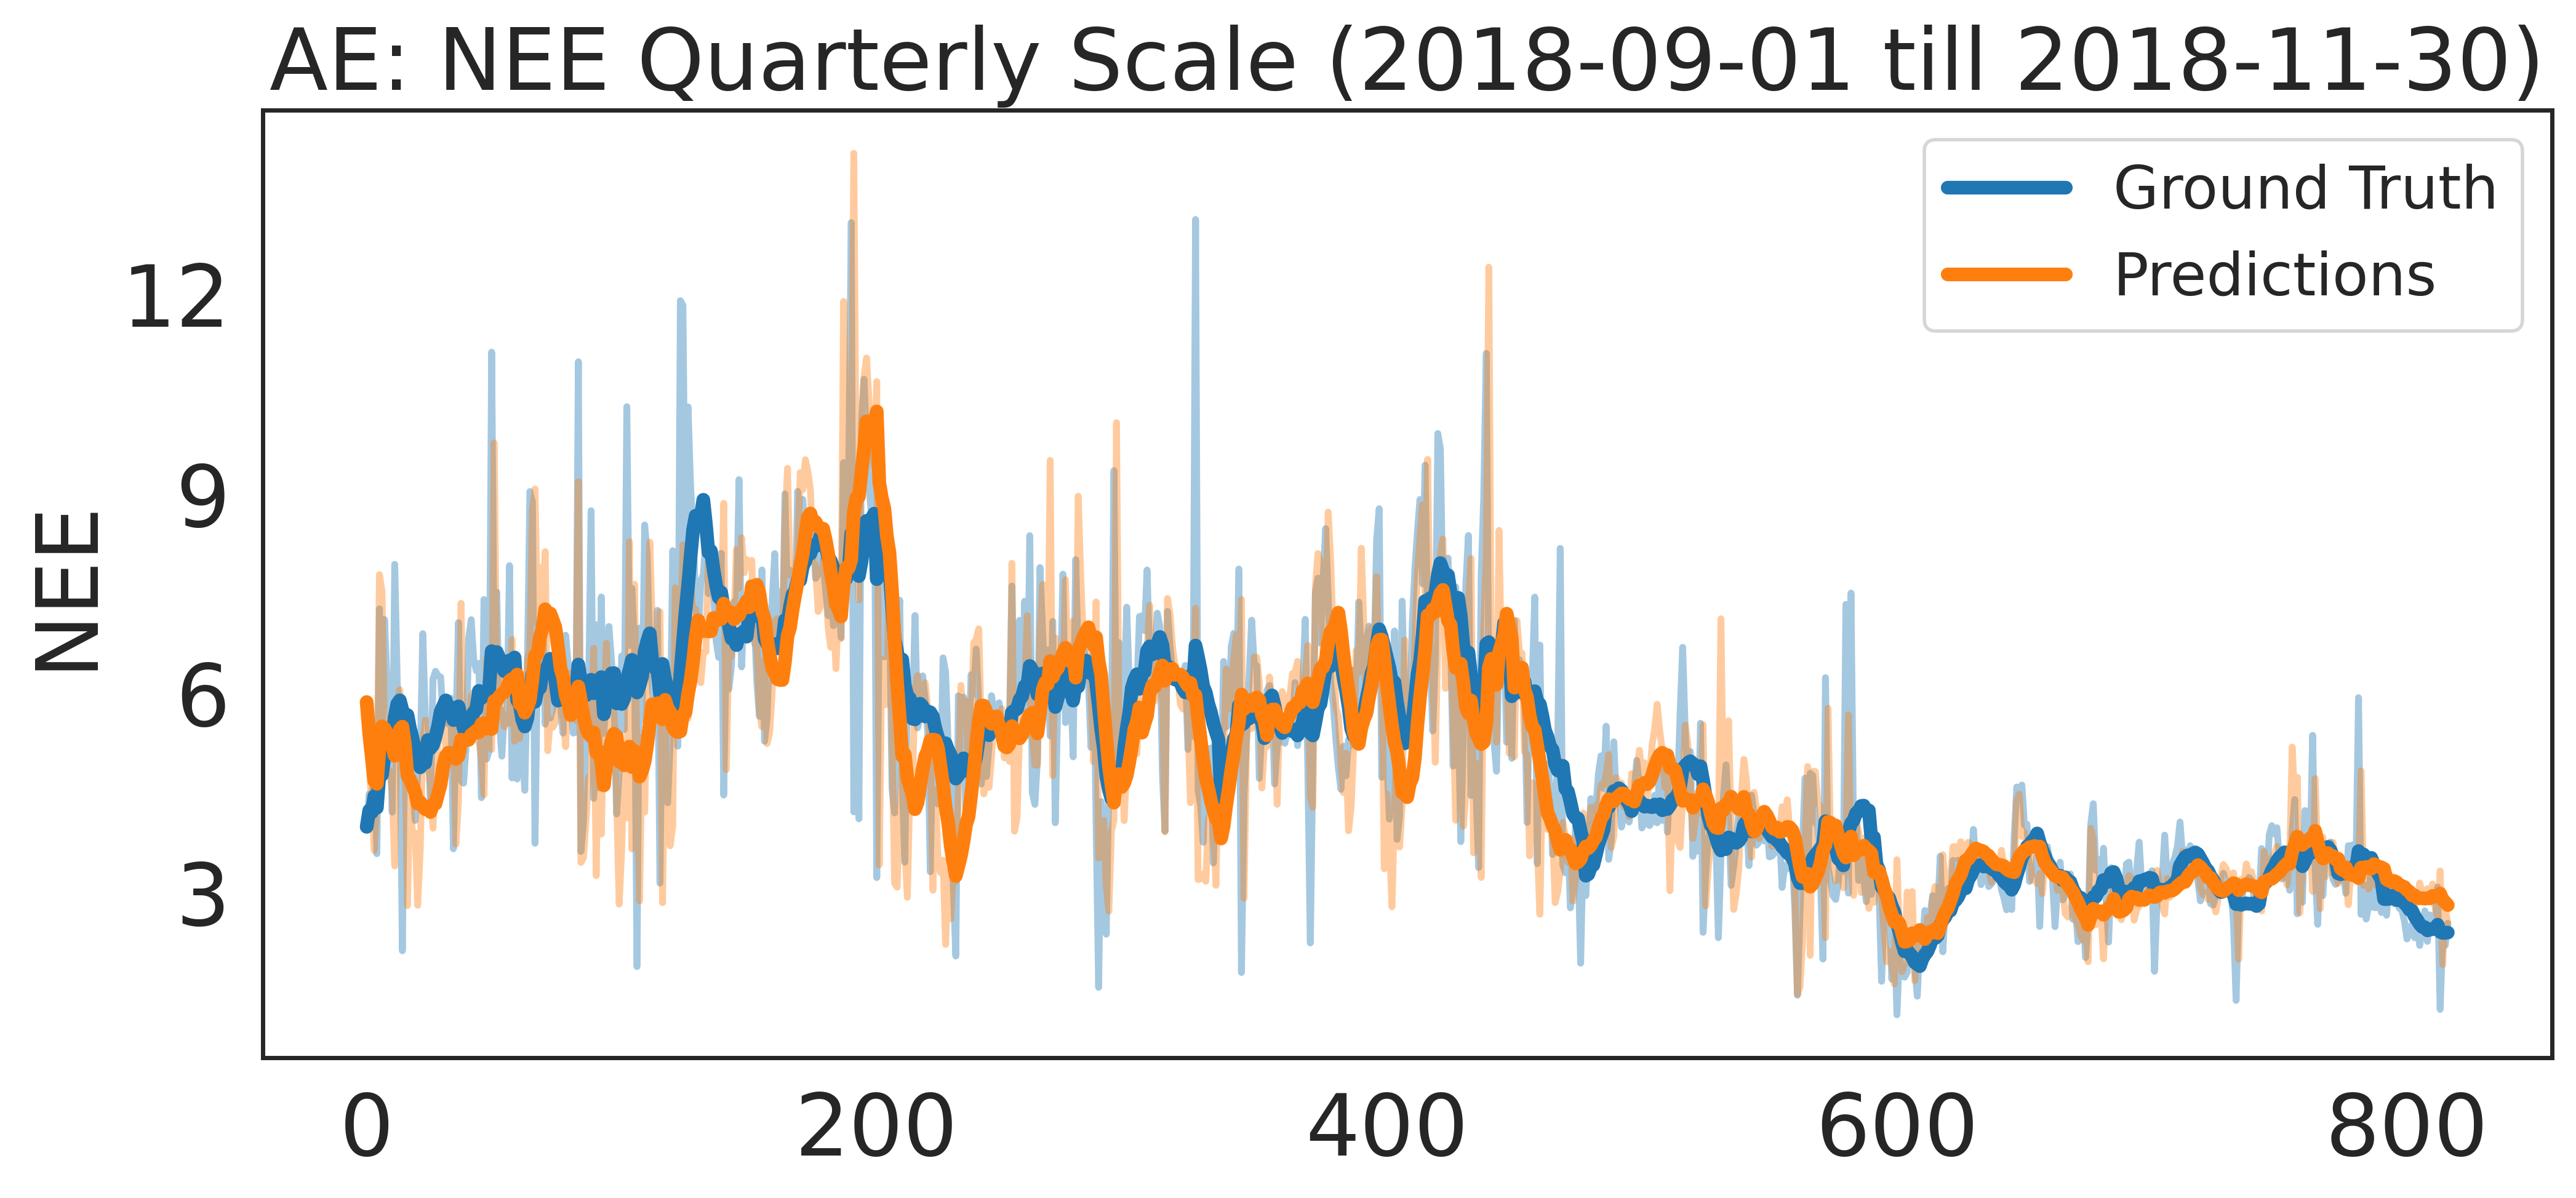 AE: NEE Quarterly Scale (2018-09-01 till 2018-11-30)
Ground Truth
Predictions
NEE
12
9
6
3
0 200 400 600 800